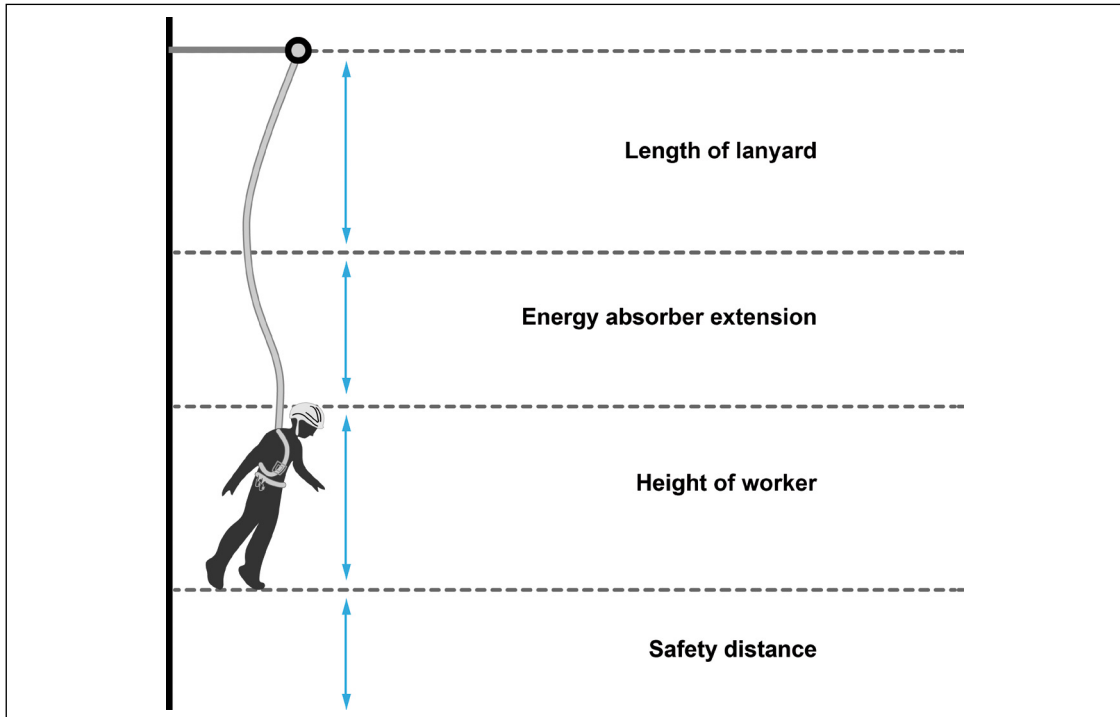 Length of lanyard
Energy absorber extension
Height of worker
Safety distance